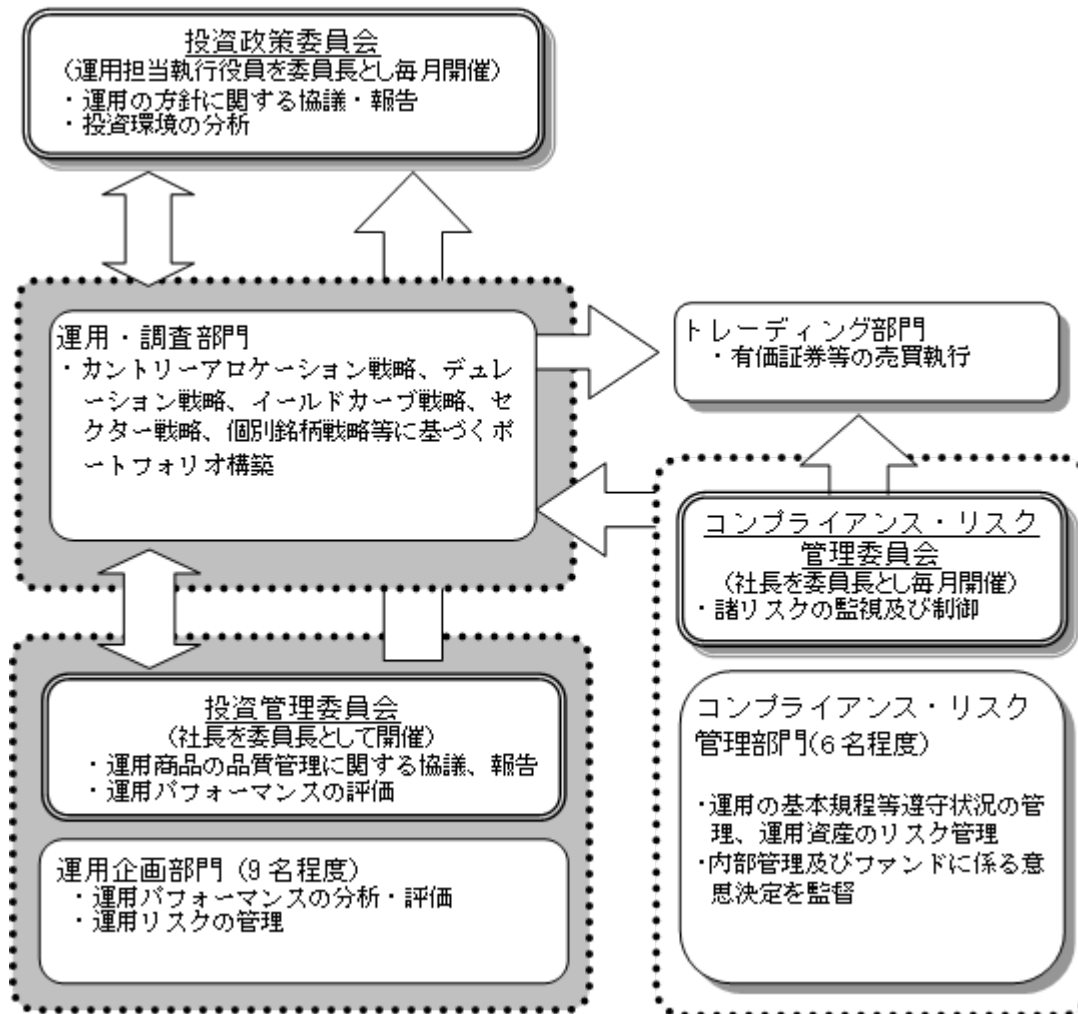 投資政策委員会
(運用担当執行役員を委員長とし毎月開催)
・運用の方針に関する協議・報告
・投資環境の分析
運用・調査部門
・カントリーアロケーション戦略、デュレ
ーション戦略、イールドカーブ戦略、セ
クター戦略、個別銘柄戦略等に基づくポ
ートフォリオ構築
トレーディング部門
・有価証券等の売買執行
コンプライアンス・リスク
管理委員会
(社長を委員長とし毎月開催)
・諸リスクの監視及び制御
投資管理委員会
(社長を委員長として開催)
・運用商品の品質管理に関する協議、報告
・運用パフォーマンスの評価
運用企画部門(9名程度)
・運用パフォーマンスの分析・評価
・運用リスクの管理
コンプライアンス・リスク
管理部門(6名程度)
・運用の基本規程等遵守状況の管
理、運用資産のリスク管理
・内部管理及びファンドに係る意
思決定を監督